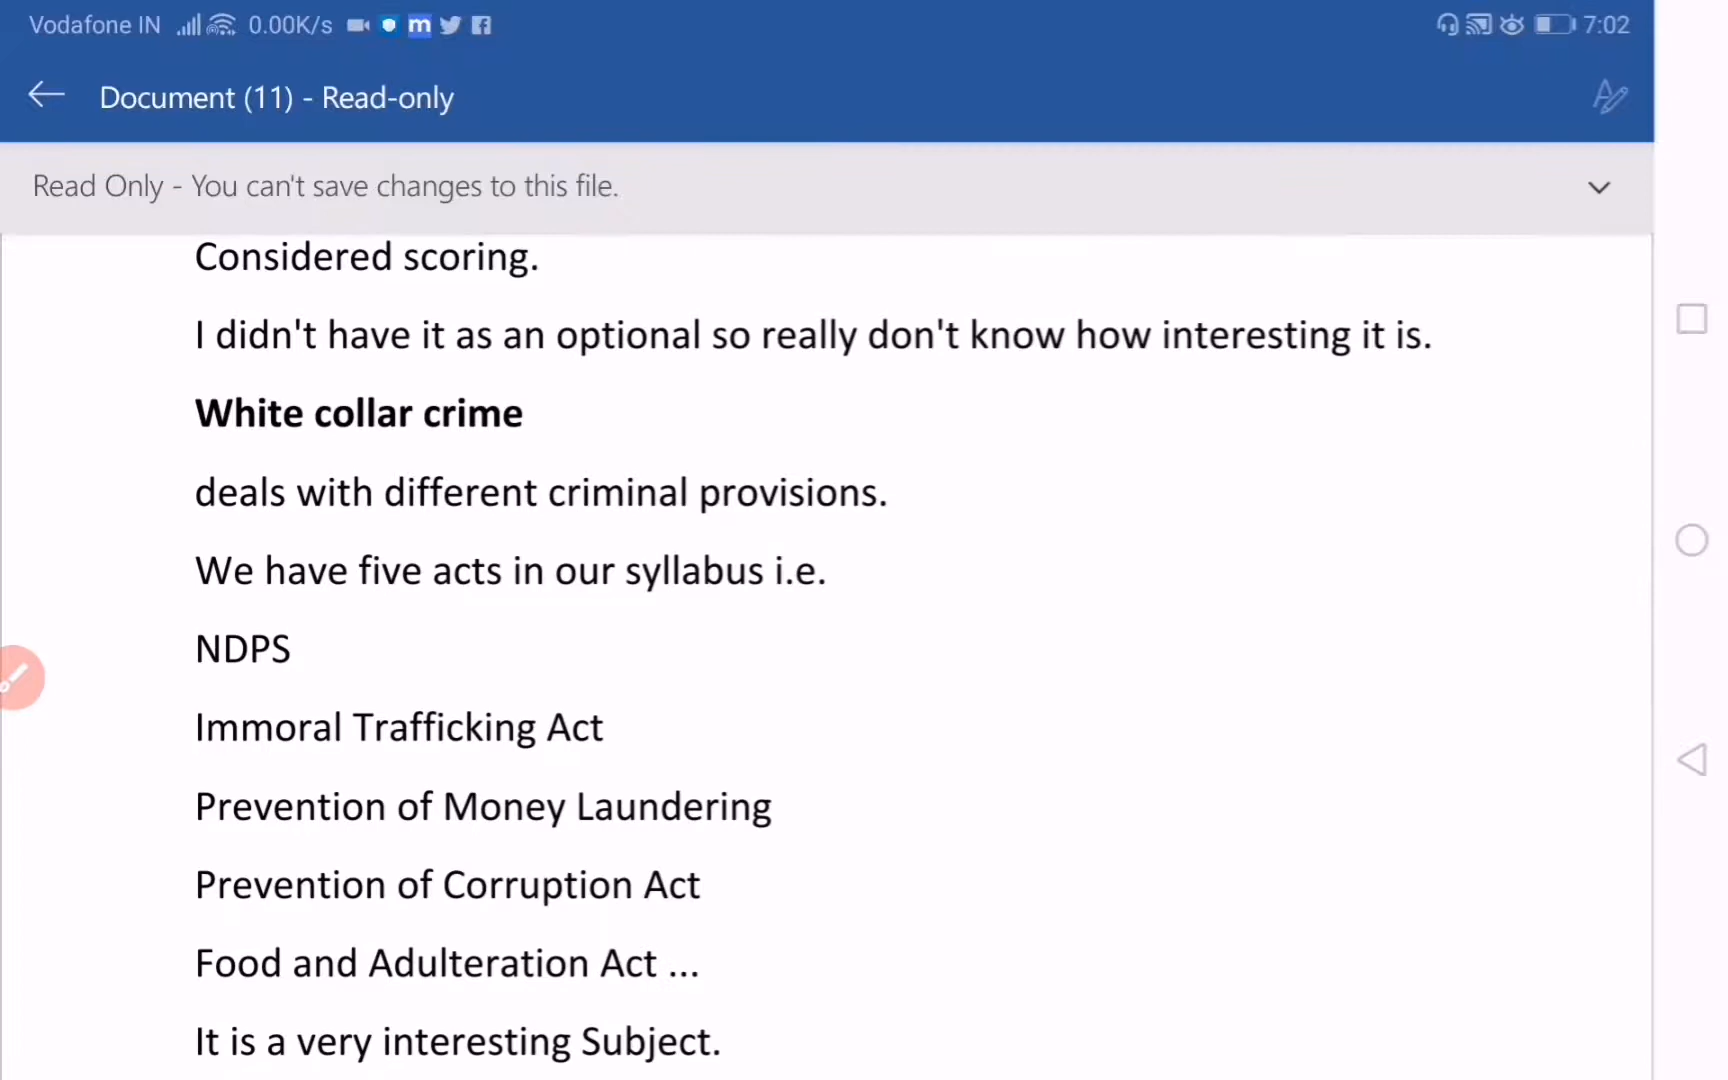 Vodafone IN 0.00K/s m 7:02
Document (11) - Read-only
Read Only - You can't save changes to this file.
Considered scoring.
I didn't have it as an optional so really don't know how interesting it is.
White collar crime
deals with different criminal provisions.
We have five acts in our syllabus i.e.
NDPS
Immoral Trafficking Act
Prevention of Money Laundering
Prevention of Corruption Act
Food and Adulteration Act ...
It is a very interesting Subject.